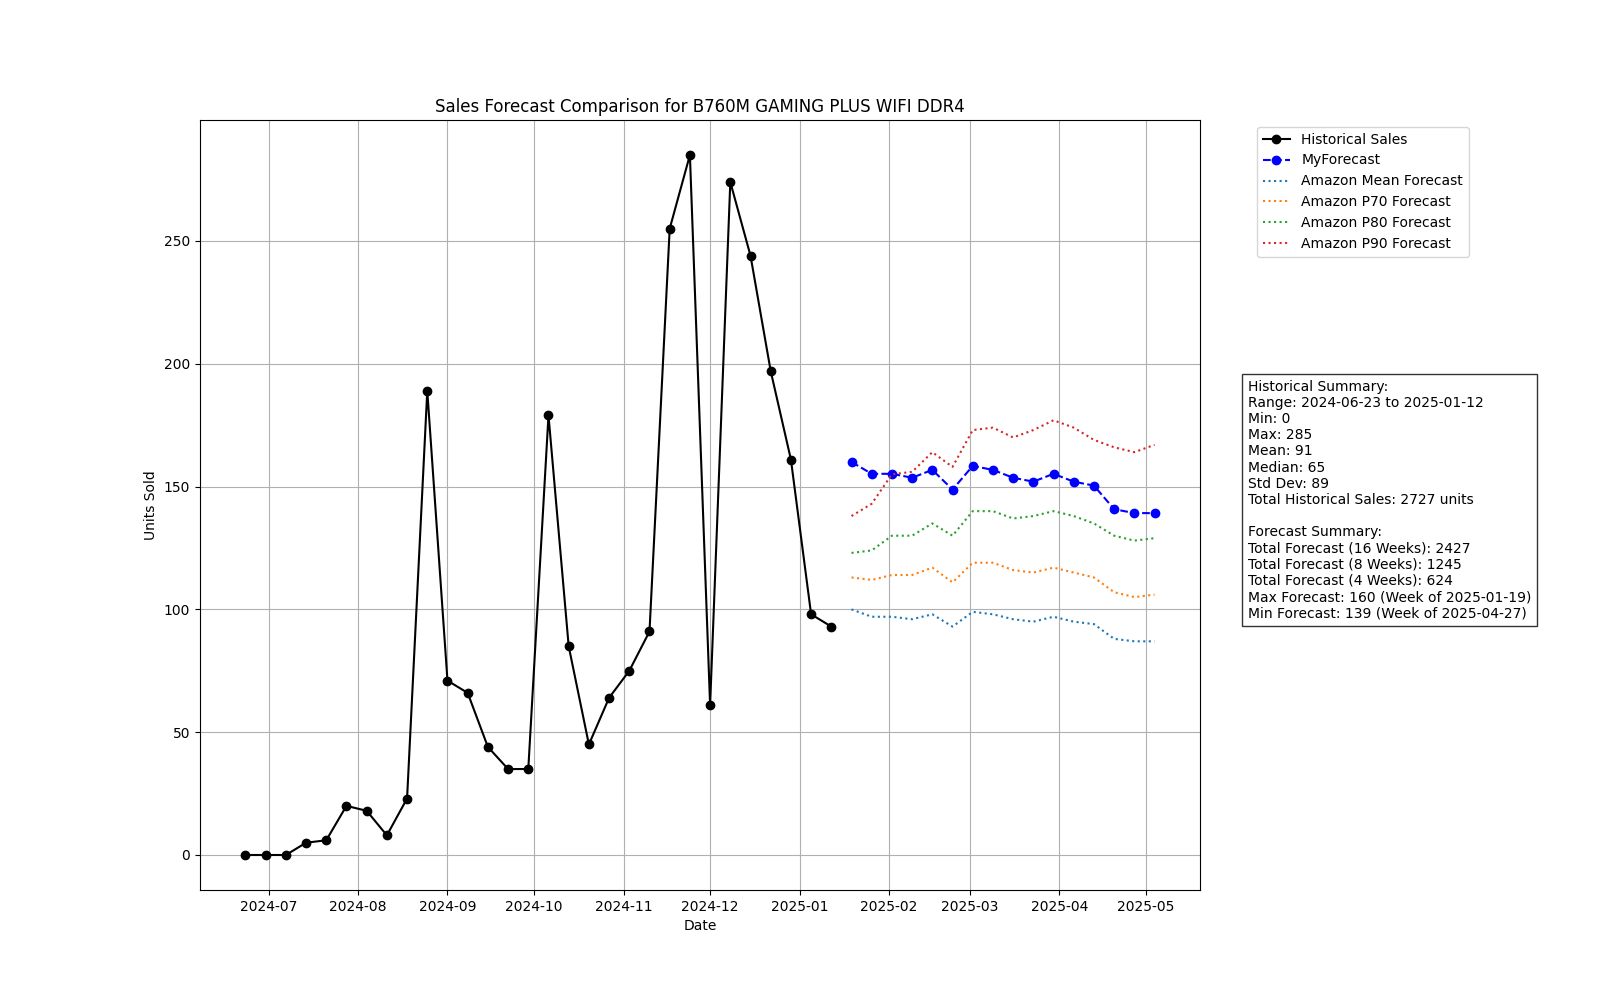 Sales Forecast Comparison for B760M GAMING PLUS WIFI DDR4
Units Sold
250
200
150
100
50
0
2024-07 2024-08 2024-09 2024-10 2024-11 2024-12 2025-01 2025-02 2025-03 2025-04 2025-05
Date
Historical Sales
MyForecast
Amazon Mean Forecast
Amazon P70 Forecast
Amazon P80 Forecast
Amazon P90 Forecast
Historical Summary:
Range: 2024-06-23 to 2025-01-12
Min: 0
Max: 285
Mean: 91
Median: 65
Std Dev: 89
Total Historical Sales: 2727 units
Forecast Summary:
Total Forecast (16 Weeks): 2427
Total Forecast (8 Weeks): 1245
Total Forecast (4 Weeks): 624
Max Forecast: 160 (Week of 2025-01-19)
Min Forecast: 139 (Week of 2025-04-27)